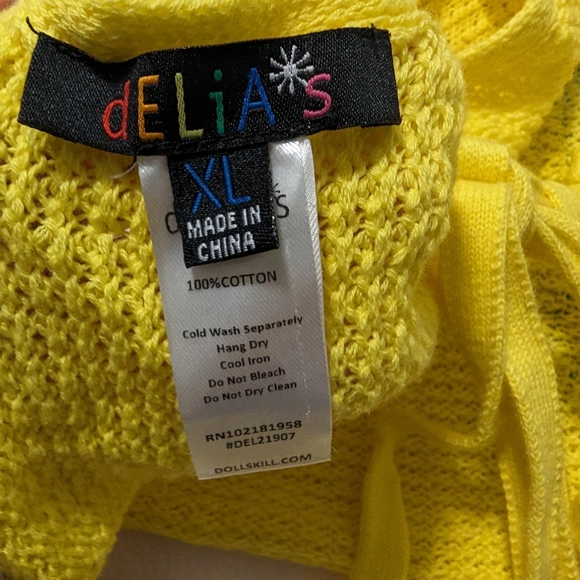 dELiA*s
XL
MADE IN
CHINA
100%COTTON
Cold Wash Separately
Hang Dry
Cool Iron
Do Not Bleach
Do Not Dry Clean
RN102181958
#DEL21907
DOLLSKILL.COM